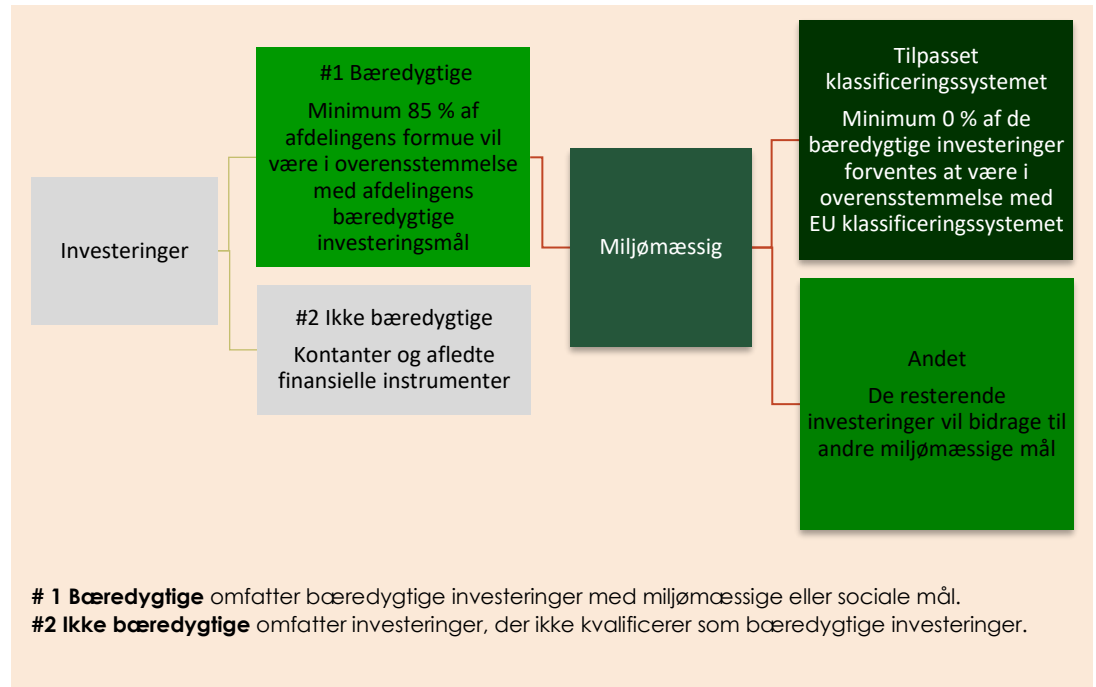 Investeringer
#1 Bæredygtige
Minimum 85 % af
afdelingens formue vil
være i overensstemmelse
med afdelingens
bæredygtige
investeringsmål
#2 Ikke bæredygtige
Kontanter og afledte
finansielle instrumenter
Miljømæssig
Tilpasset
klassificeringssystemet
Minimum 0 % af de
bæredygtige investeringer
forventes at være i
overensstemmelse med
EU klassificeringssystemet
Andet
De resterende
investeringer vil bidrage til
andre miljømæssige mål
# 1 Bæredygtige omfatter bæredygtige investeringer med miljømæssige eller sociale mål.
#2 Ikke bæredygtige omfatter investeringer, der ikke kvalificerer som bæredygtige investeringer.